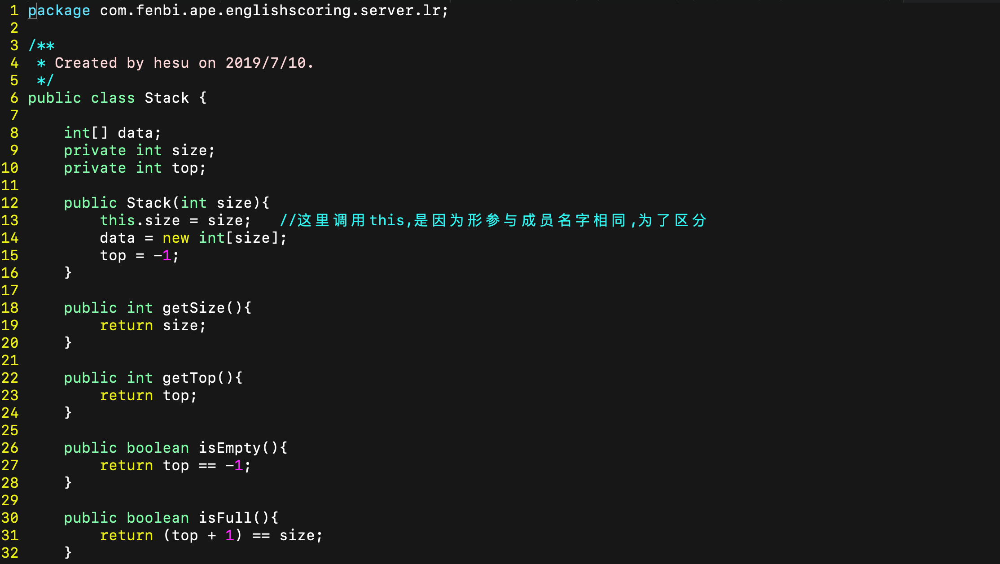 1 package com.fenbi.ape.englishscoring.server.lr;
2
3 /**
4  * Created by hesu on 2019/7/10.
5  */
6 public class Stack {
7
8     int[] data;
9     private int size;
10     private int top;
11
12     public Stack(int size){
13         this.size = size;   //这里调用this,是因为形参与成员名字相同,为了区分
14         data = new int[size];
15         top = -1;
16     }
17
18     public int getSize(){
19         return size;
20     }
21
22     public int getTop(){
23         return top;
24     }
25
26     public boolean isEmpty(){
27         return top == -1;
28     }
29
30     public boolean isFull(){
31         return (top + 1) == size;
32     }